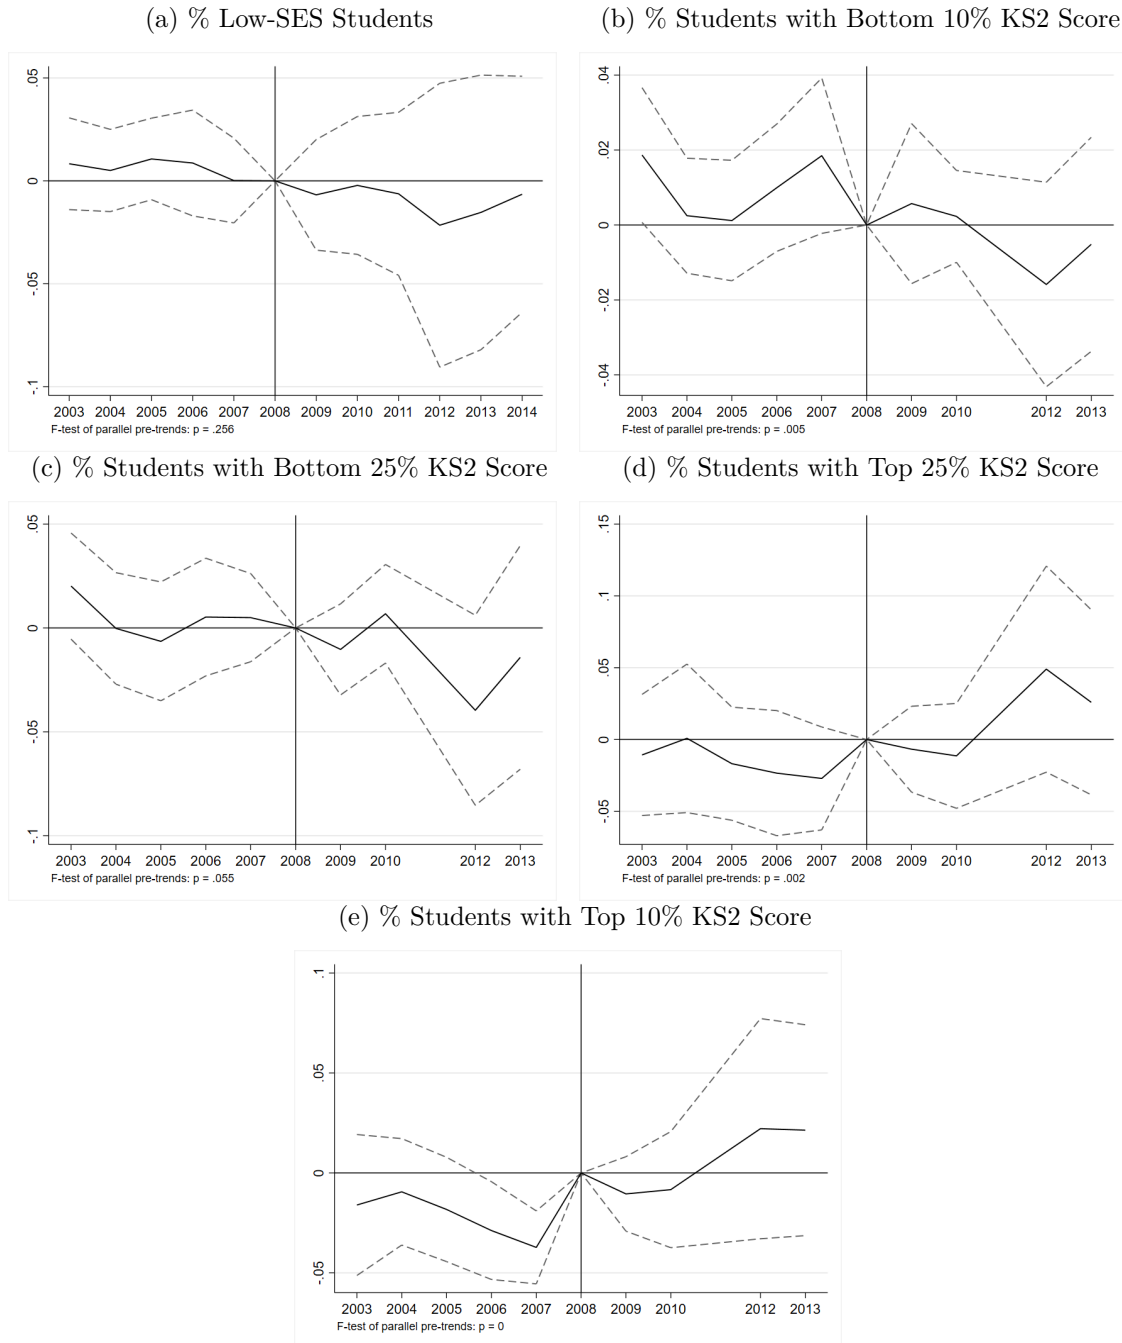 (a) % Low-SES Students
.05
0
-.05
-.1
2003 2004 2005 2006 2007 2008 2009 2010 2011 2012 2013 2014
F-test of parallel pre-trends: p = .256
(b) % Students with Bottom 10% KS2 Score
.04
.02
0
-.02
-.04
2003 2004 2005 2006 2007 2008 2009 2010 2012 2013
F-test of parallel pre-trends: p = .005
(c) % Students with Bottom 25% KS2 Score
.05
0
-.05
-.1
2003 2004 2005 2006 2007 2008 2009 2010 2012 2013
F-test of parallel pre-trends: p = .055
(d) % Students with Top 25% KS2 Score
.15
.1
.05
0
-.05
2003 2004 2005 2006 2007 2008 2009 2010 2012 2013
F-test of parallel pre-trends: p = .002
(e) % Students with Top 10% KS2 Score
.1
.05
0
-.05
2003 2004 2005 2006 2007 2008 2009 2010 2012 2013
F-test of parallel pre-trends: p = 0